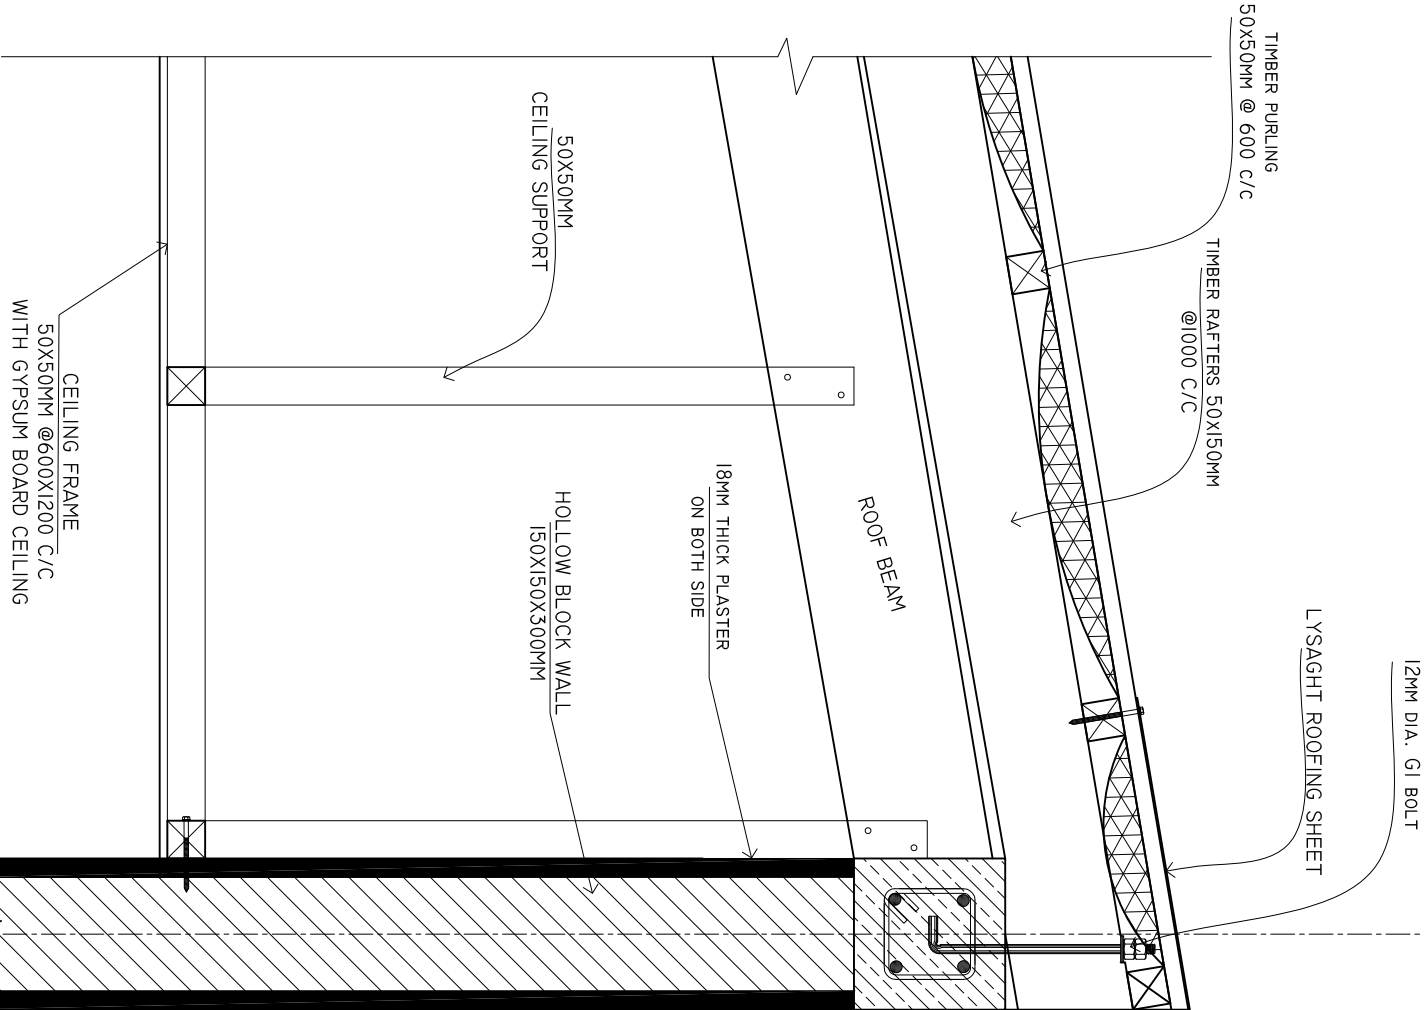 TIMBER PURLING
50x50MM @ 600 C/C
TIMBER RAFTERS 50X150MM
@1000 C/C
LYSAGHT ROOFING SHEET
12MM DIA. GI BOLT
50X50MM
CEILING SUPPORT
ROOF BEAM
18MM THICK PLASTER
ON BOTH SIDE
HOLLOW BLOCK WALL
150X150X300MM
CEILING FRAME
50X50MM @600X1200 C/C
WITH GYPSUM BOARD CEILING